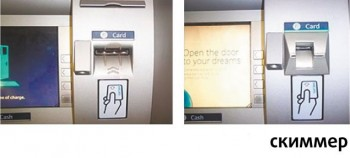 Card
e of charge.
Cash
Card
Open the door
to your dreams.
Cash
скиммер